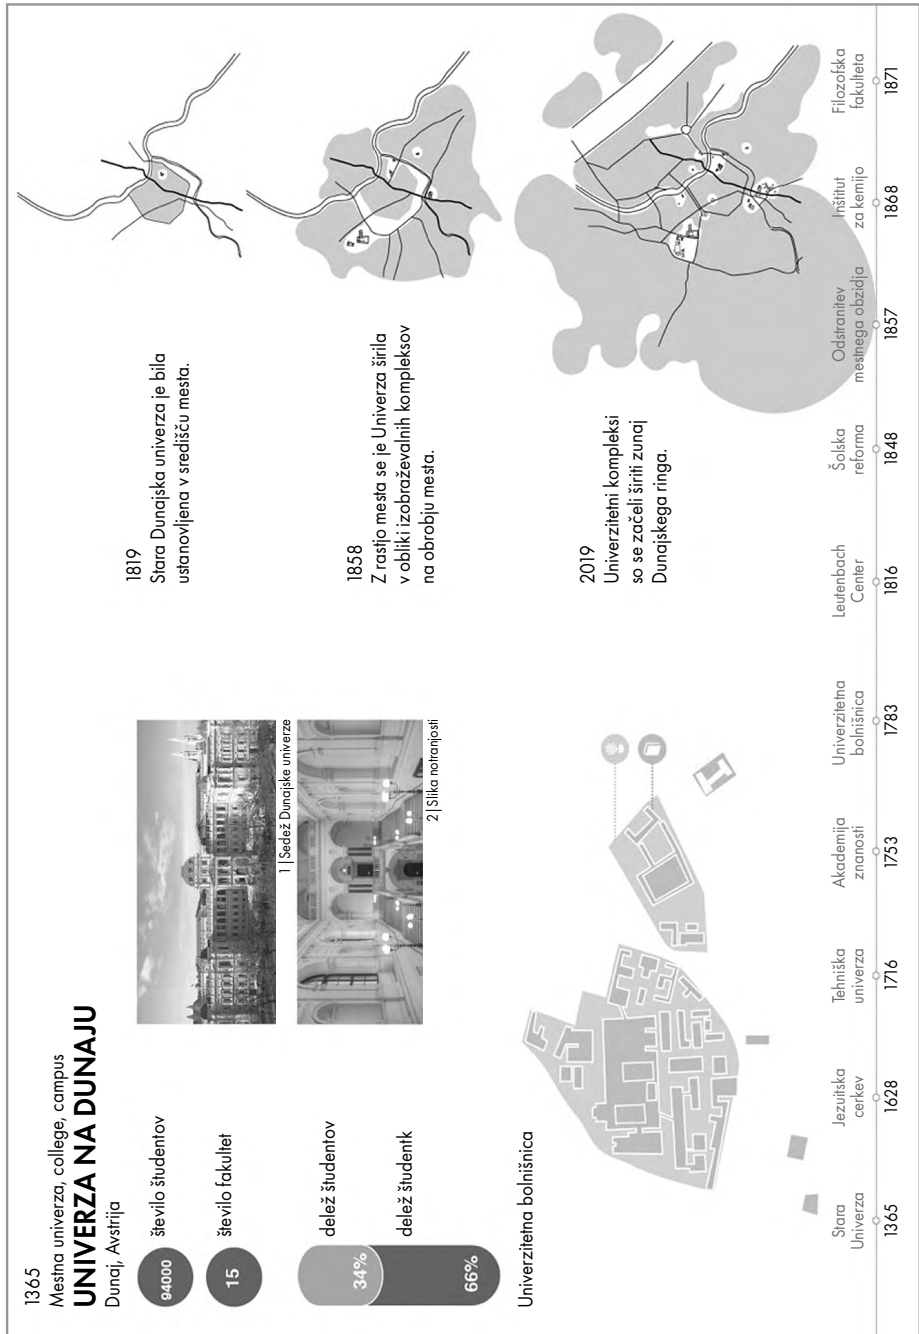 1365
Mestna univerza, college, campus
UNIVERZA NA DUNAJU
Dunaj, Avstrija
94000
število študentov
15
število fakultet
34%
delež študentov
66%
delež študentk
1 | Sedež Dunajske univerze
2 | Slika notranjosti
Univerzitetna bolnišnica
1819
Stara Dunajska univerza je bila
ustanovljena v središču mesta.
1858
Z rastjo mesta se je Univerza širila
v obliki izobraževalnih kompleksov
na obrobju mesta.
2019
Univerzitetni kompleksi
so se začeli širiti zunaj
Dunajskega ringa.
Stara
Univerza
1365
Jezuitska
cerkev
1628
Tehniška
univerza
1716
Akademija
znanosti
1753
Univerzitetna
bolnišnica
1783
Leutenbach
Center
1816
Šolska
reforma
1848
Odstranitev
mestnega obzidja
1857
Inštitut
za kemijo
1868
Filozofska
fakulteta
1871